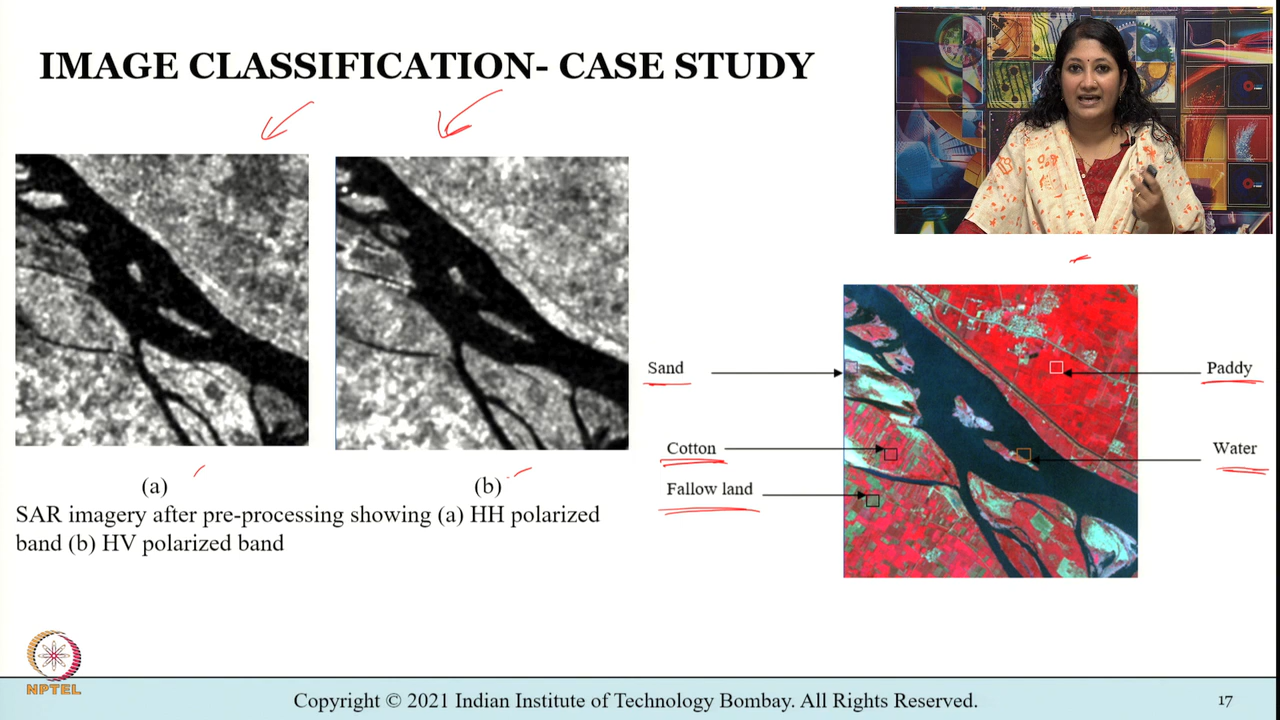 IMAGE CLASSIFICATION- CASE STUDY
Sand
Paddy
Cotton
Water
Fallow land
(a)
(b)
SAR imagery after pre-processing showing (a) HH polarized
band (b) HV polarized band
NPTEL
Copyright © 2021 Indian Institute of Technology Bombay. All Rights Reserved.
17